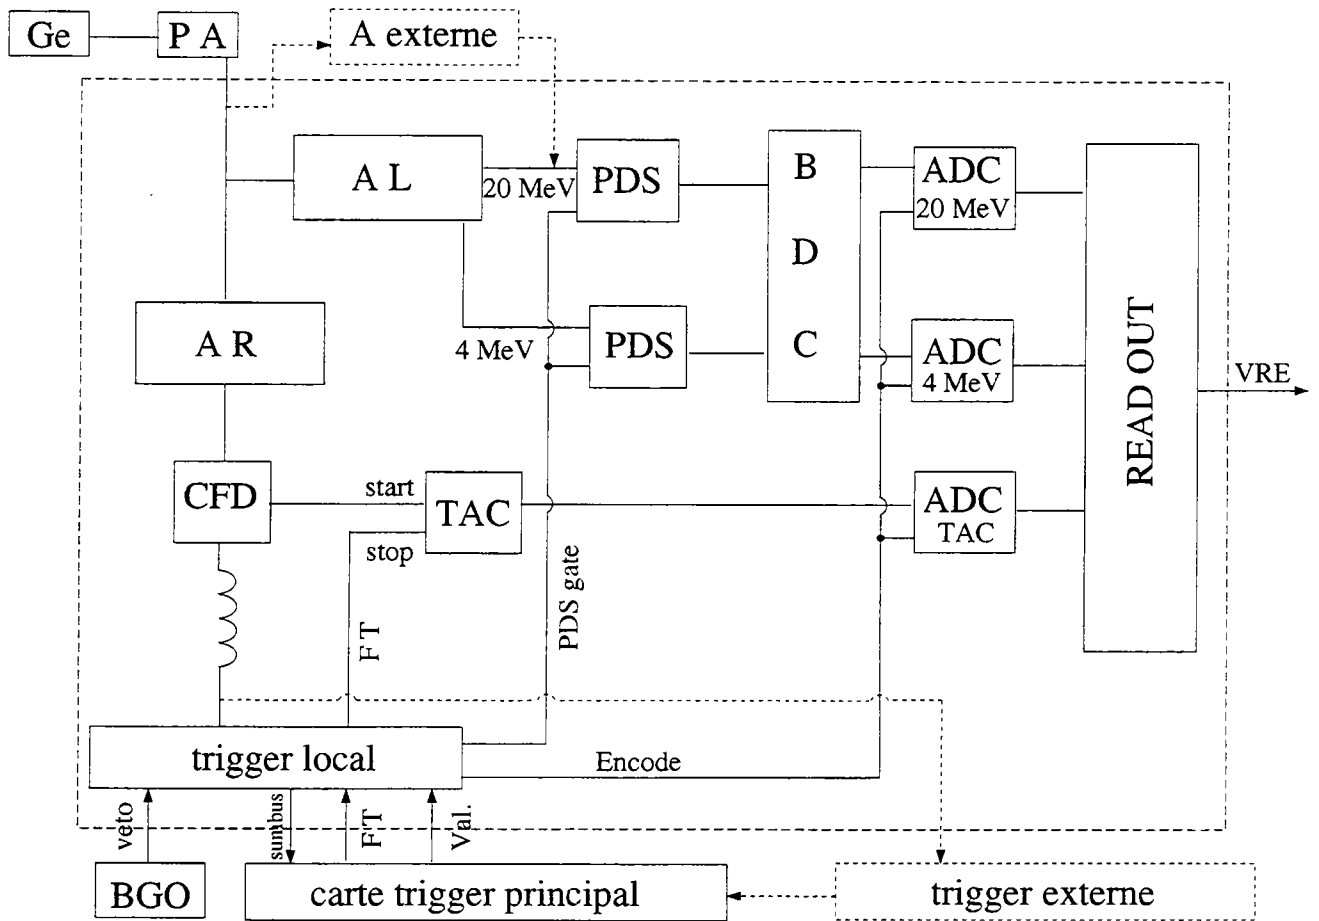 Ge
P A
A externe
A L
20 MeV
PDS
B
D
C
ADC
20 MeV
A R
4 MeV
PDS
ADC
4 MeV
READ OUT
VRE
CFD
start
TAC
stop
ADC
TAC
F T
PDS gate
trigger local
Encode
veto
sumbus
FT
Val.
BGO
carte trigger principal
trigger externe